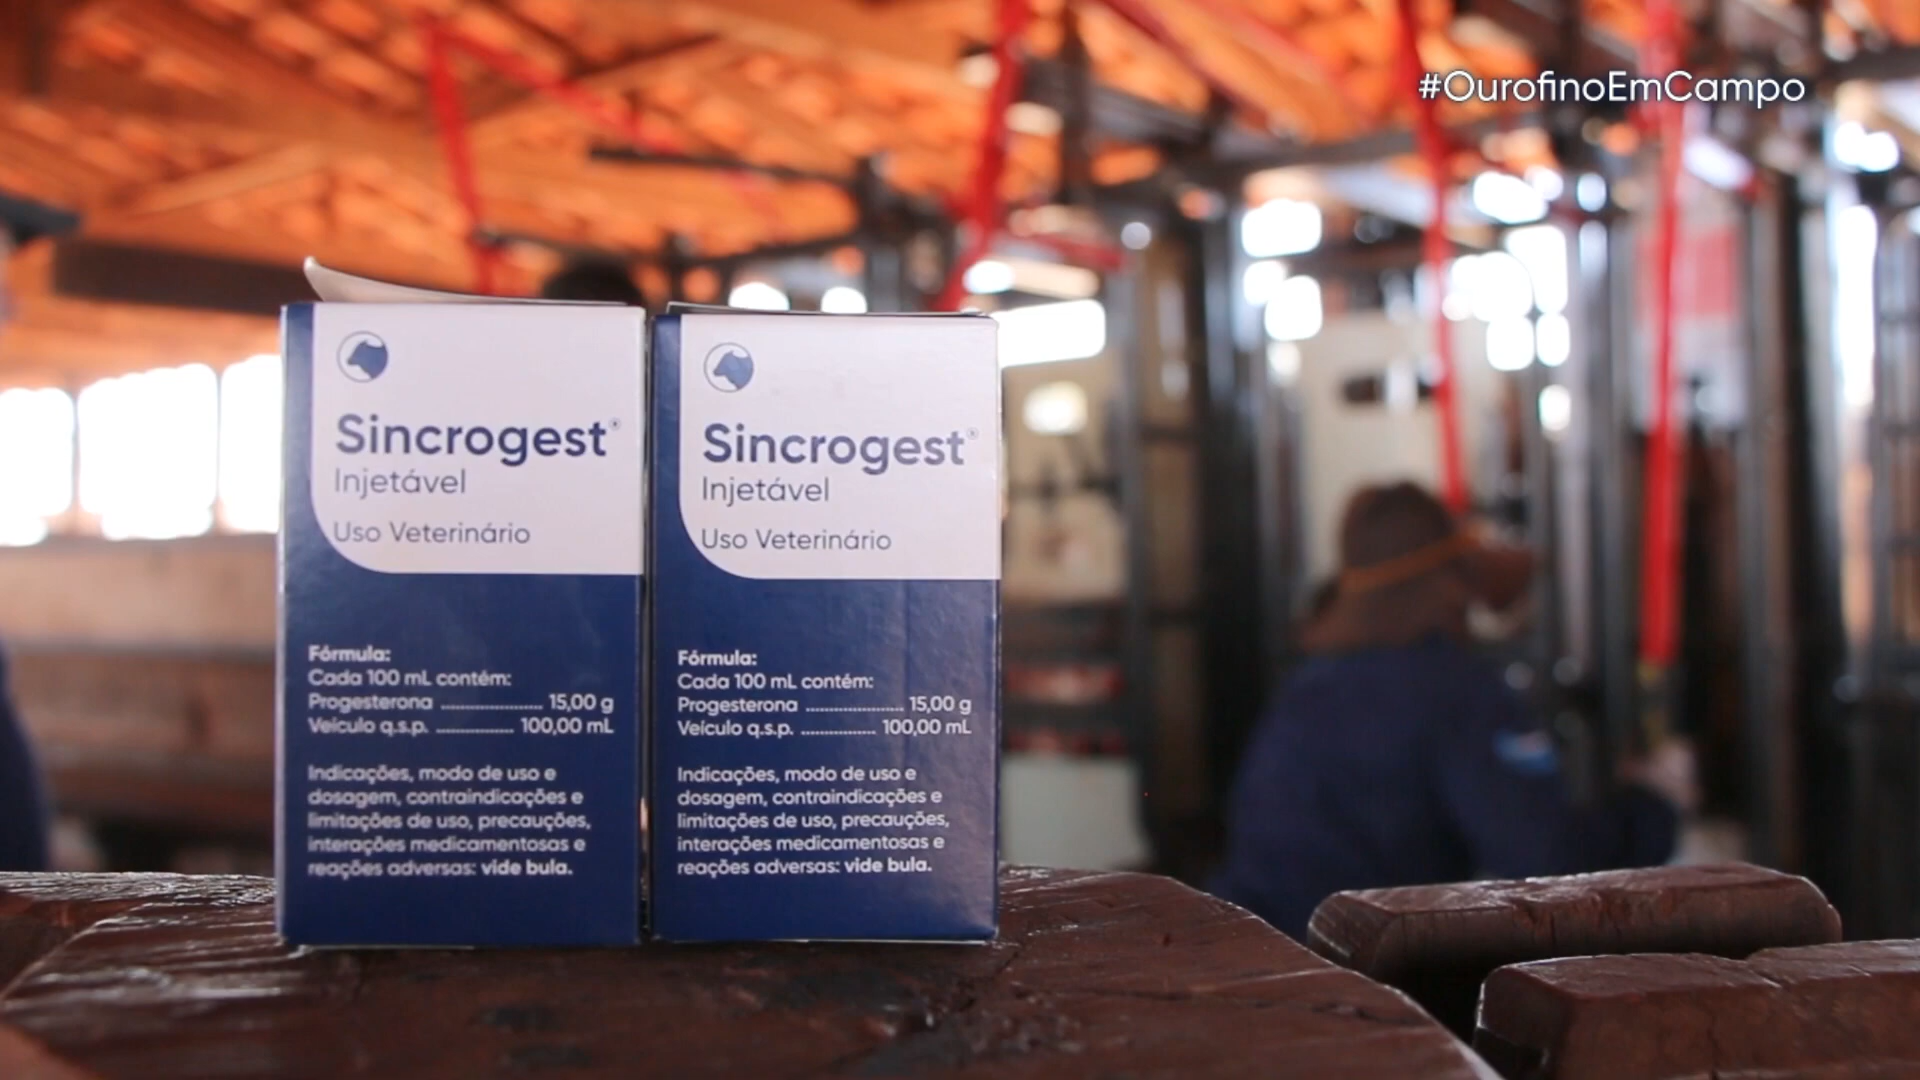 #OurofinoEmCampo
Sincrogest®
Injetável
Uso Veterinário
Fórmula:
Cada 100 mL contém:
Progesterona ...................... 15,00 g
Veículo q.s.p. ................ 100,00 mL
Indicações, modo de uso e
dosagem, contraindicações e
limitações de uso, precauções,
interações medicamentosas e
reações adversas: vide bula.
Sincrogest®
Injetável
Uso Veterinário
Fórmula:
Cada 100 mL contém:
Progesterona ..................... 15,00 g
Veículo q.s.p. ................ 100,00 mL
Indicações, modo de uso e
dosagem, contraindicações e
limitações de uso, precauções,
interações medicamentosas e
reações adversas: vide bula.